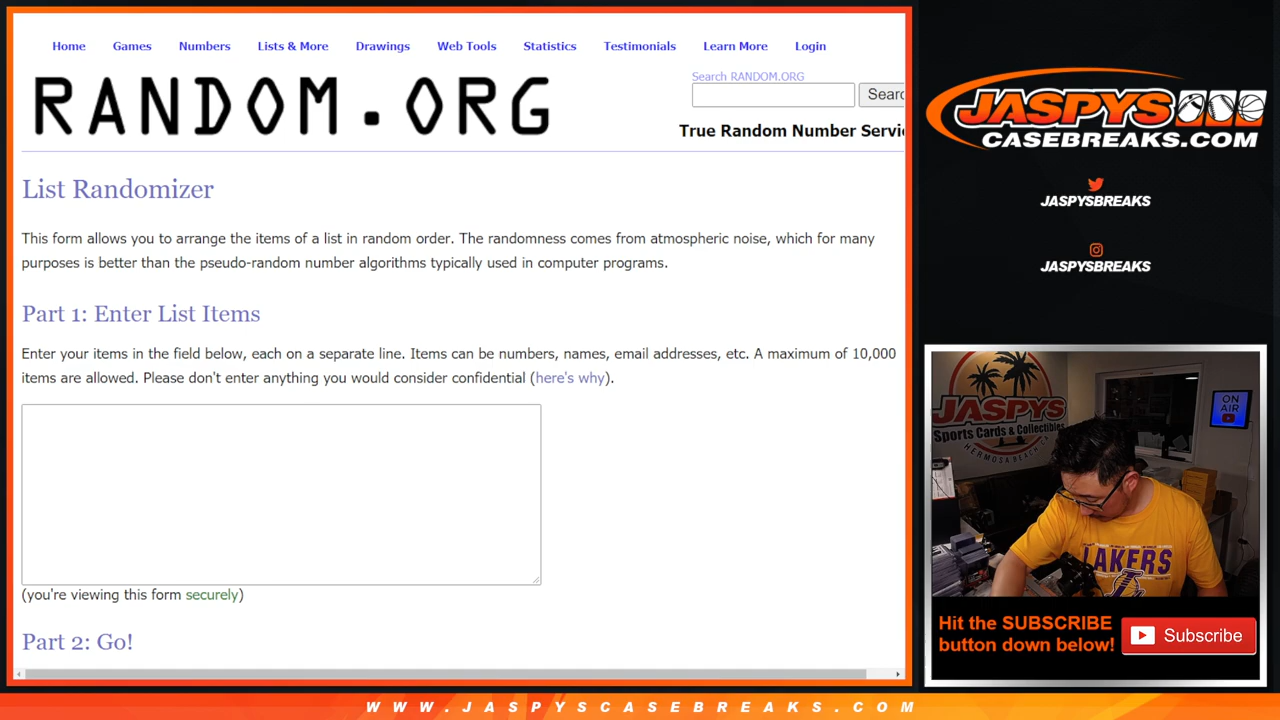 Home Games Numbers Lists & More Drawings Web Tools Statistics Testimonials Learn More Login
RANDOM.ORG
Search RANDOM.ORG
Searc
True Random Number Servi
List Randomizer
This form allows you to arrange the items of a list in random order. The randomness comes from atmospheric noise, which for many
purposes is better than the pseudo-random number algorithms typically used in computer programs.
Part 1: Enter List Items
Enter your items in the field below, each on a separate line. Items can be numbers, names, email addresses, etc. A maximum of 10,000
items are allowed. Please don't enter anything you would consider confidential (here's why).
(you're viewing this form securely)
Part 2: Go!
JASPYS
CASEBREAKS.COM
JASPYSBREAKS
JASPYSBREAKS
JASPYS
Sports Cards & Collectibles
HERMOSA BEACH, CA
ON
AIR
LAKERS
Hit the SUBSCRIBE
button down below!
Subscribe
WWW.JASPYSCASEBREAKS.COM